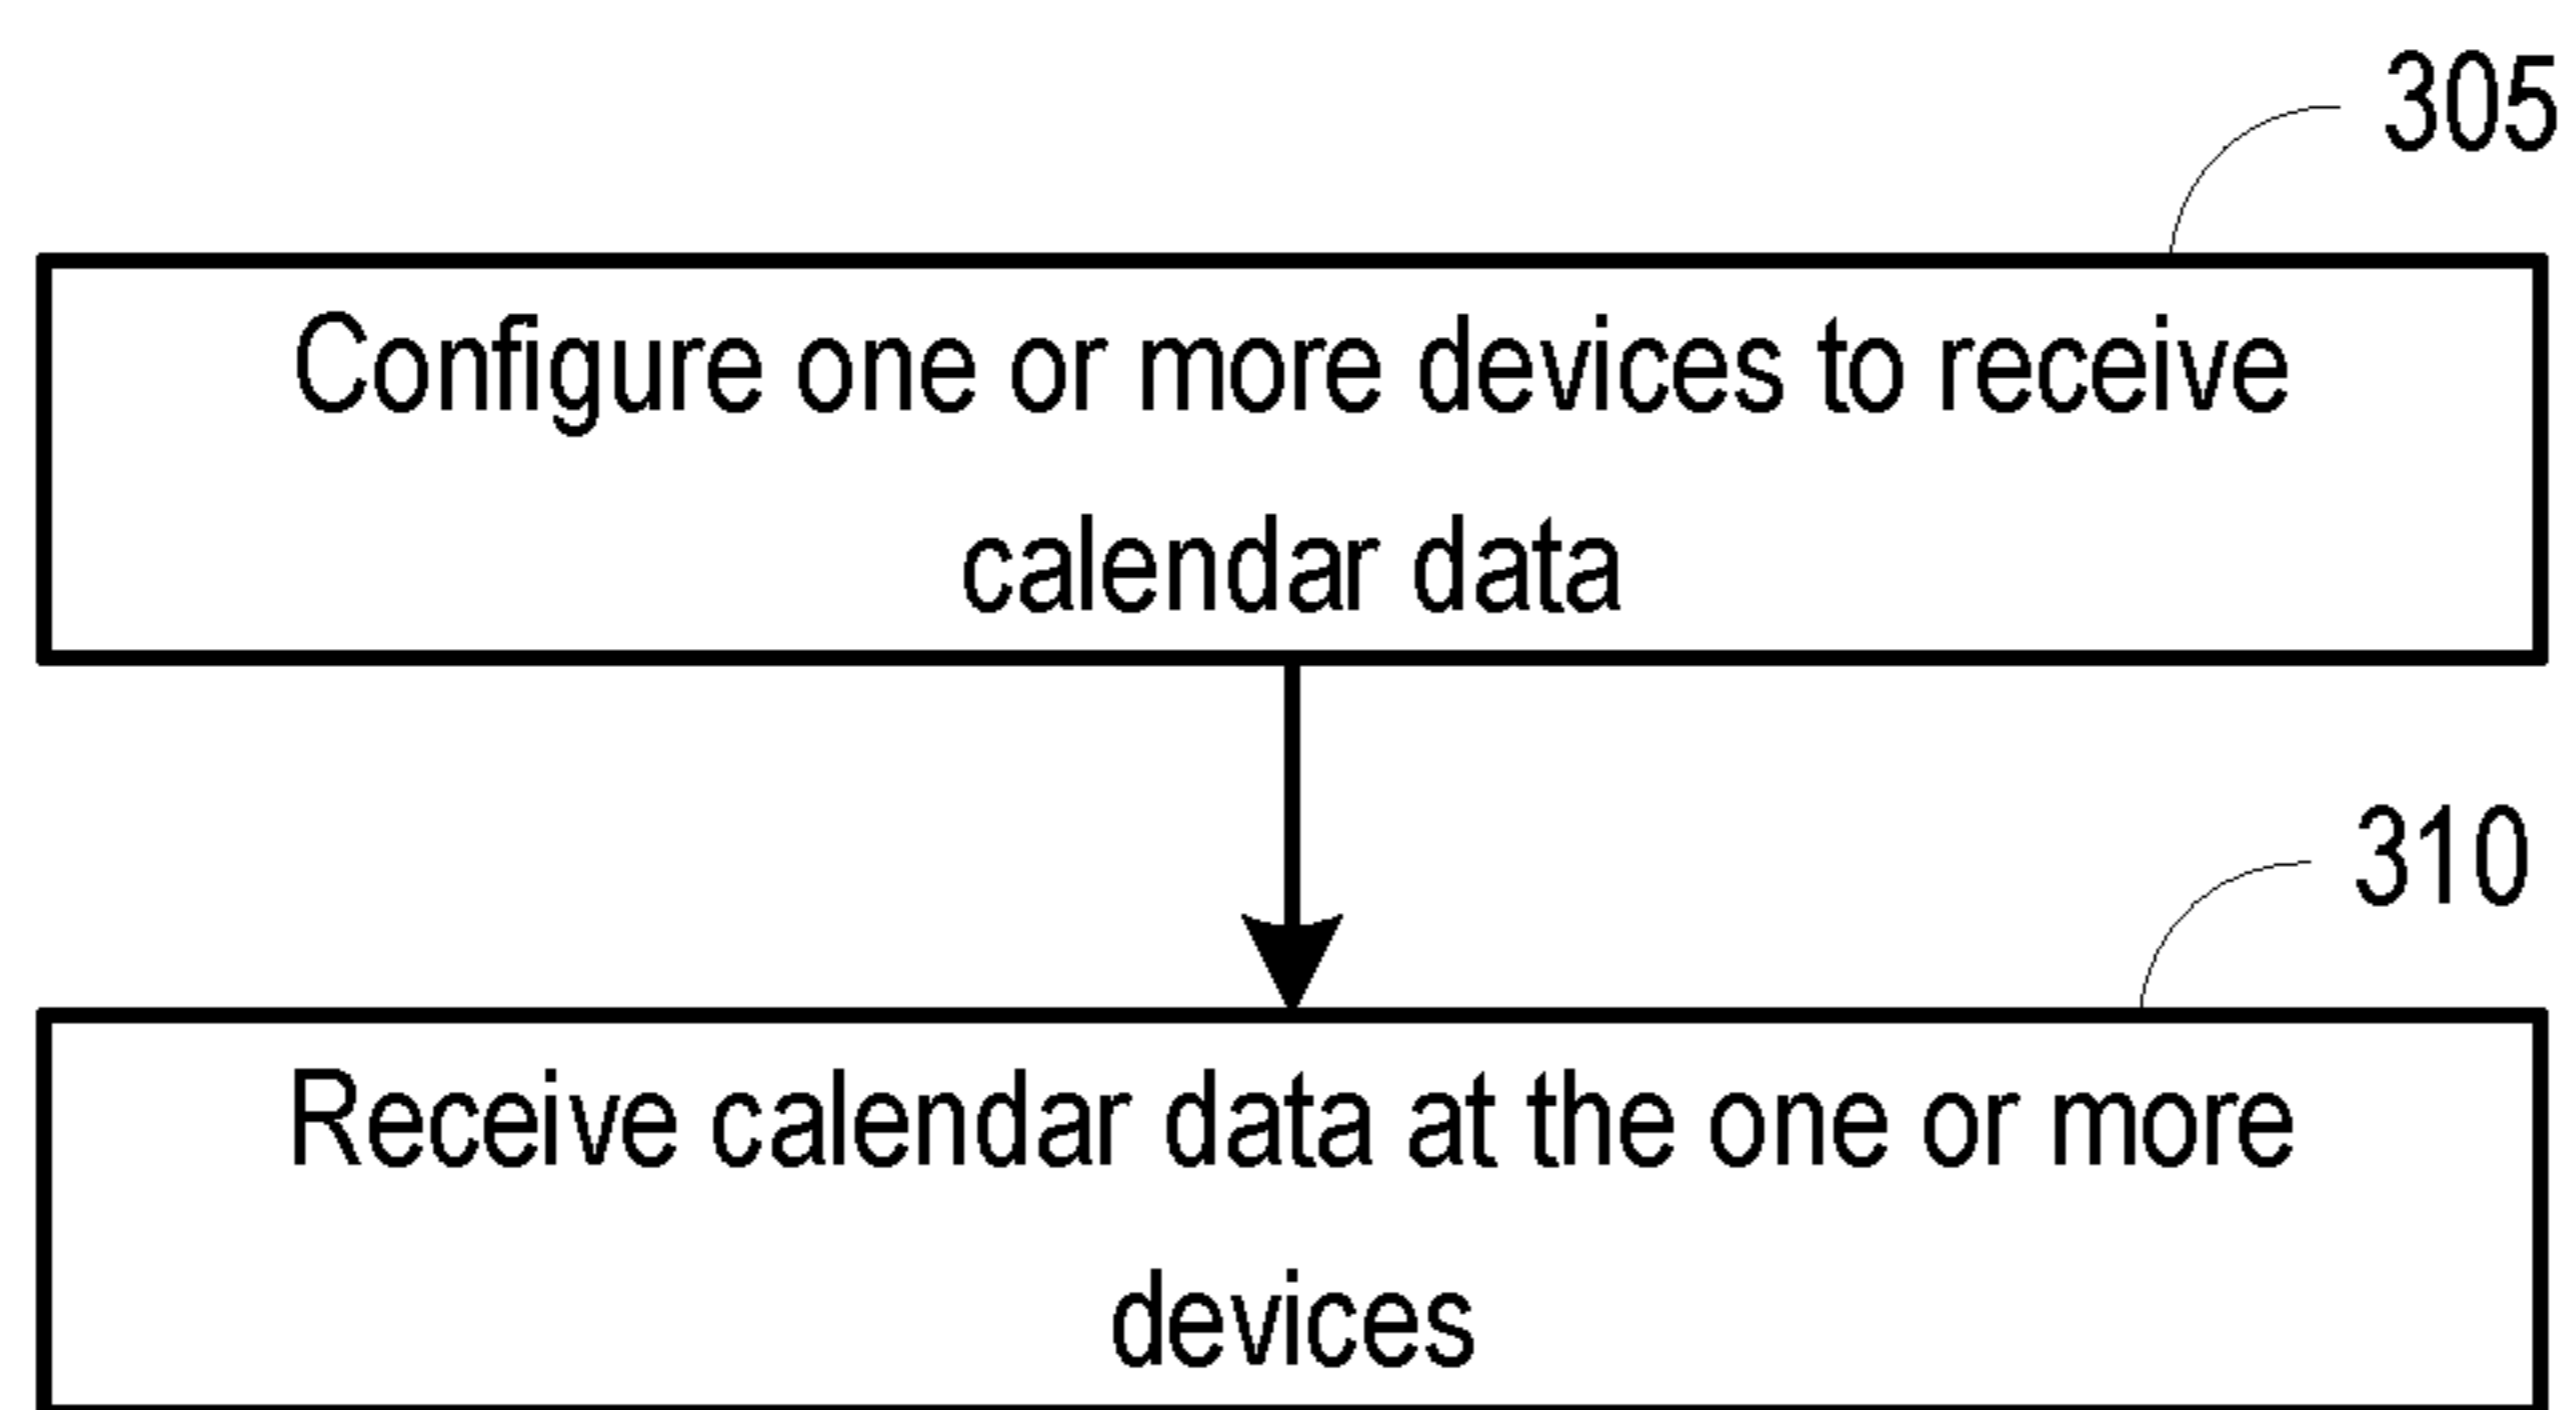 305
Configure one or more devices to receive
calendar data
310
Receive calendar data at the one or more
devices